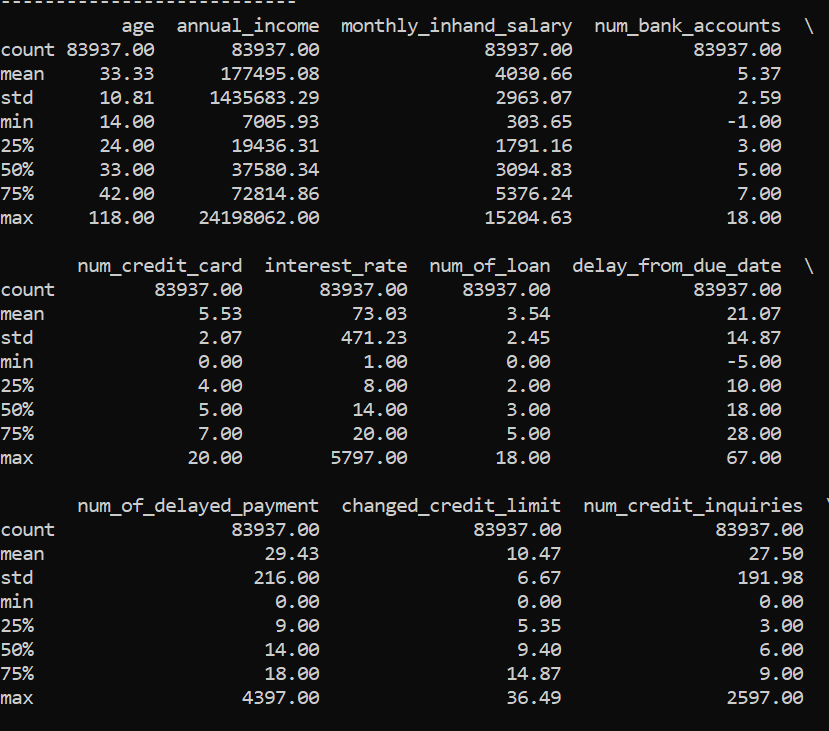 ---------------------------
age annual_income monthly_inhand_salary num_bank_accounts \
count 83937.00 83937.00 83937.00 83937.00
mean 33.33 177495.08 4030.66 5.37
std 10.81 1435683.29 2963.07 2.59
min 14.00 7005.93 303.65 -1.00
25% 24.00 19436.31 1791.16 3.00
50% 33.00 37580.34 3094.83 5.00
75% 42.00 72814.86 5376.24 7.00
max 118.00 24198062.00 15204.63 18.00
num_credit_card interest_rate num_of_loan delay_from_due_date \
count 83937.00 83937.00 83937.00 83937.00
mean 5.53 73.03 3.54 21.07
std 2.07 471.23 2.45 14.87
min 0.00 1.00 0.00 -5.00
25% 4.00 8.00 2.00 10.00
50% 5.00 14.00 3.00 18.00
75% 7.00 20.00 5.00 28.00
max 20.00 5797.00 18.00 67.00
num_of_delayed_payment changed_credit_limit num_credit_inquiries \
count 83937.00 83937.00 83937.00
mean 29.43 10.47 27.50
std 216.00 6.67 191.98
min 0.00 0.00 0.00
25% 9.00 5.35 3.00
50% 14.00 9.40 6.00
75% 18.00 14.87 9.00
max 4397.00 36.49 2597.00